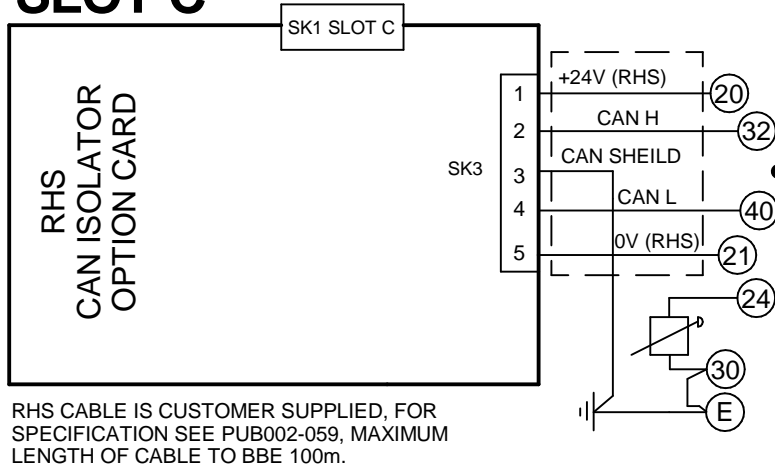 SLOT C
SK1 SLOT C
RHS
CAN ISOLATOR
OPTION CARD
SK3
1
2
3
4
5
+24V (RHS)
CAN H
CAN SHEILD
CAN L
0V (RHS)
20
32
40
21
24
30
E
RHS CABLE IS CUSTOMER SUPPLIED, FOR
SPECIFICATION SEE PUB002-059, MAXIMUM
LENGTH OF CABLE TO BBE 100m.